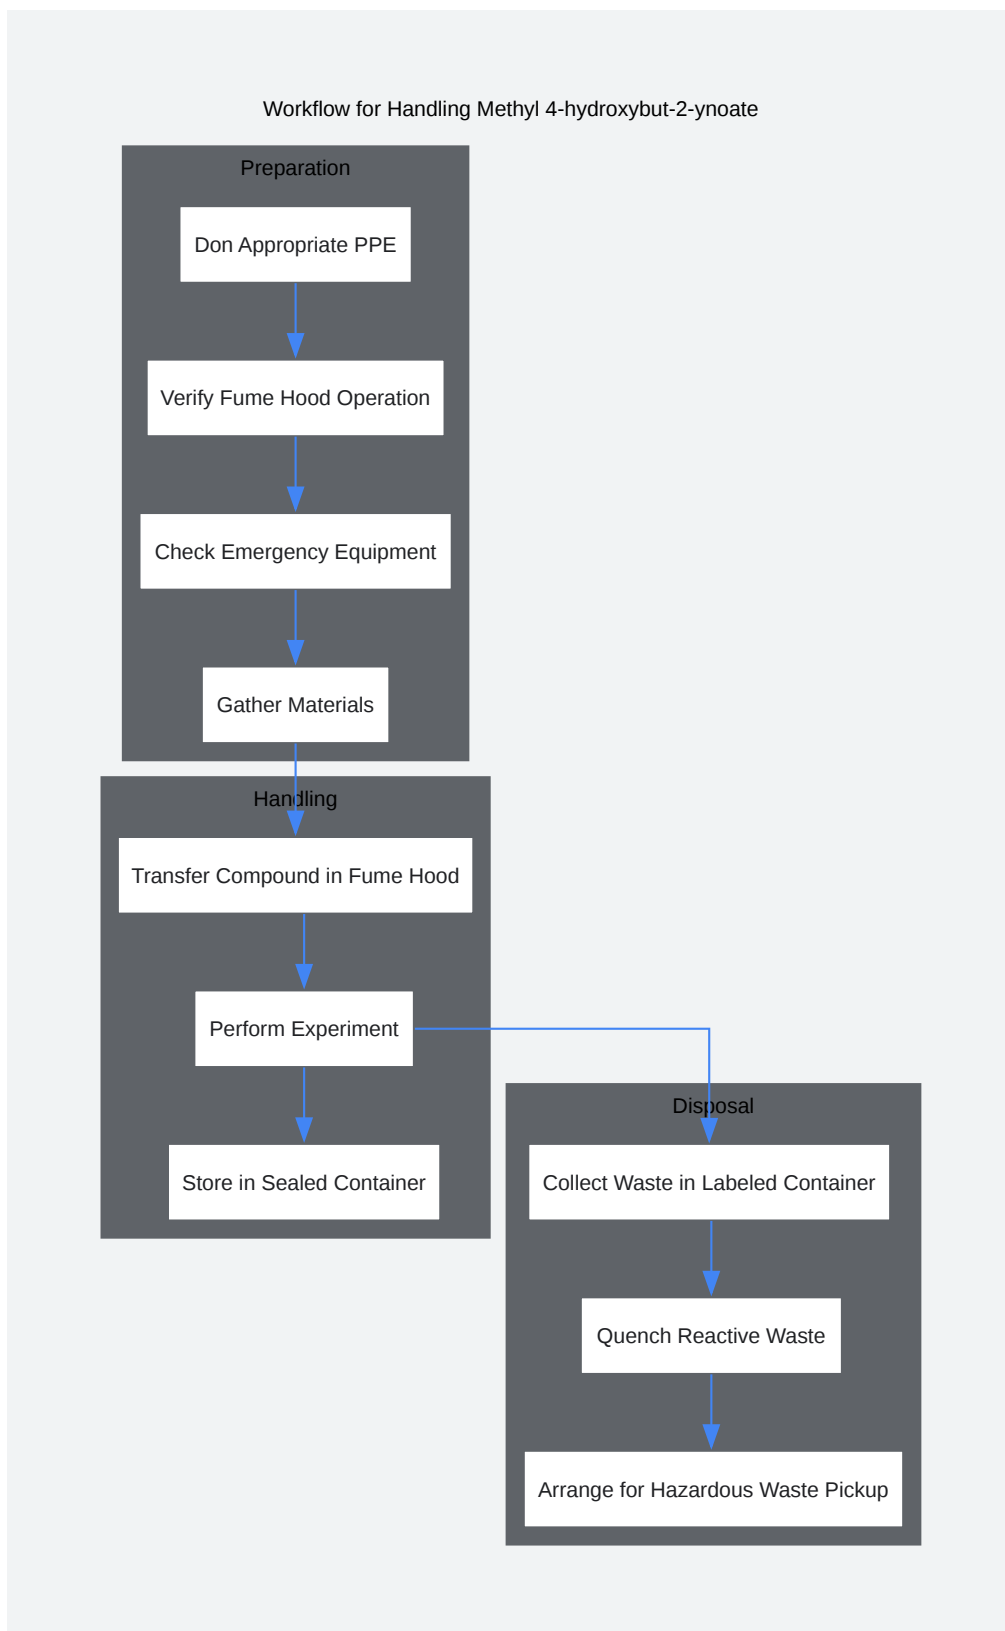 Workflow for Handling Methyl 4-hydroxybut-2-ynoate
Preparation
Don Appropriate PPE
Verify Fume Hood Operation
Check Emergency Equipment
Gather Materials
Handling
Transfer Compound in Fume Hood
Perform Experiment
Store in Sealed Container
Disposal
Collect Waste in Labeled Container
Quench Reactive Waste
Arrange for Hazardous Waste Pickup